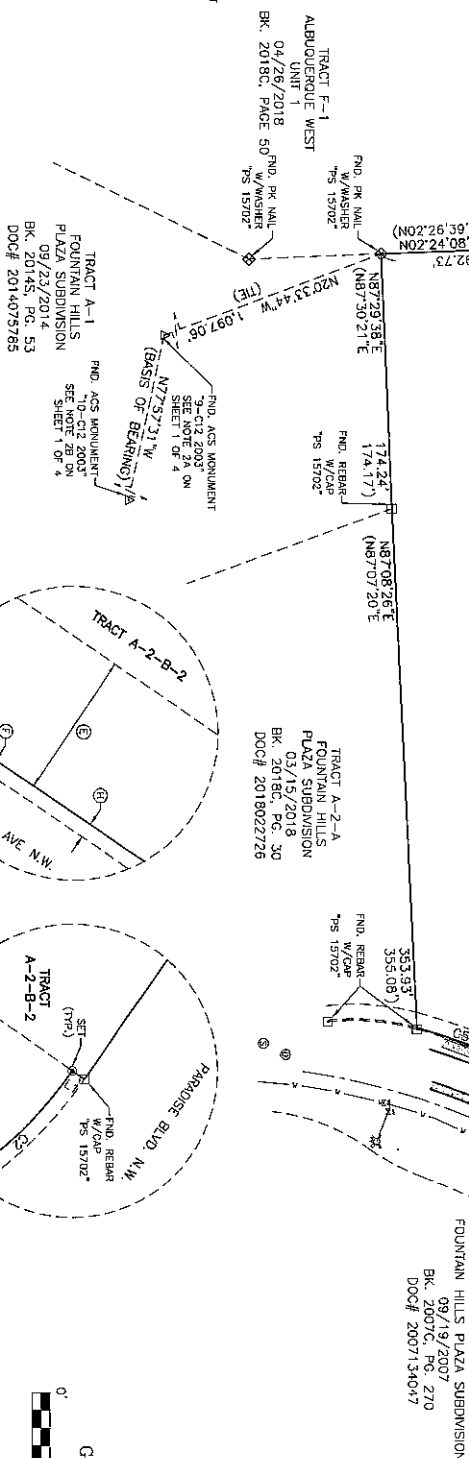 TRACT F-1
ALBUQUERQUE WEST
UNIT 1
04/26/2018
BK. 2018C, PAGE 50
FND. PK NAIL
W/WASHER
"PS 15702"
FND. PK NAIL
W/WASHER
"PS 15702"
(N02°26'39"
N02°24'08"
N87°29'38"E
(N87°30'21"E
174.24'
174.17')
N20°33'44"W
1,097.06'
(TIE)
N77°57'31"W
(BASIS OF BEARING)
FND. ACS MONUMENT
"9-C12 2003"
SEE NOTE 2A ON
SHEET 1 OF 4
FND. ACS MONUMENT
"10-C12 2003"
SEE NOTE 2B ON
SHEET 1 OF 4
TRACT A-1
FOUNTAIN HILLS
PLAZA SUBDIVISION
09/23/2014
BK. 2014S, PG. 53
DOC# 2014075765
FND. REBAR
W/CAP
"PS 15702"
N87°08'26"E
(N87°07'20"E
353.93'
355.08')
TRACT A-2-A
FOUNTAIN HILLS
PLAZA SUBDIVISION
03/15/2018
BK. 2018C, PG. 30
DOC# 2018022726
FND. REBAR
W/CAP
"PS 15702"
TRACT A-2-B-2
E
F
H
AVE N.W.
TRACT
A-2-B-2
SET
(TYP.)
FND. REBAR
W/CAP
"PS 15702"
C2
PARADISE BLVD. N.W.
S
D
FOUNTAIN HILLS PLAZA SUBDIVISION
09/19/2007
BK. 2007C, PG. 270
DOC# 2007134047
0'
G